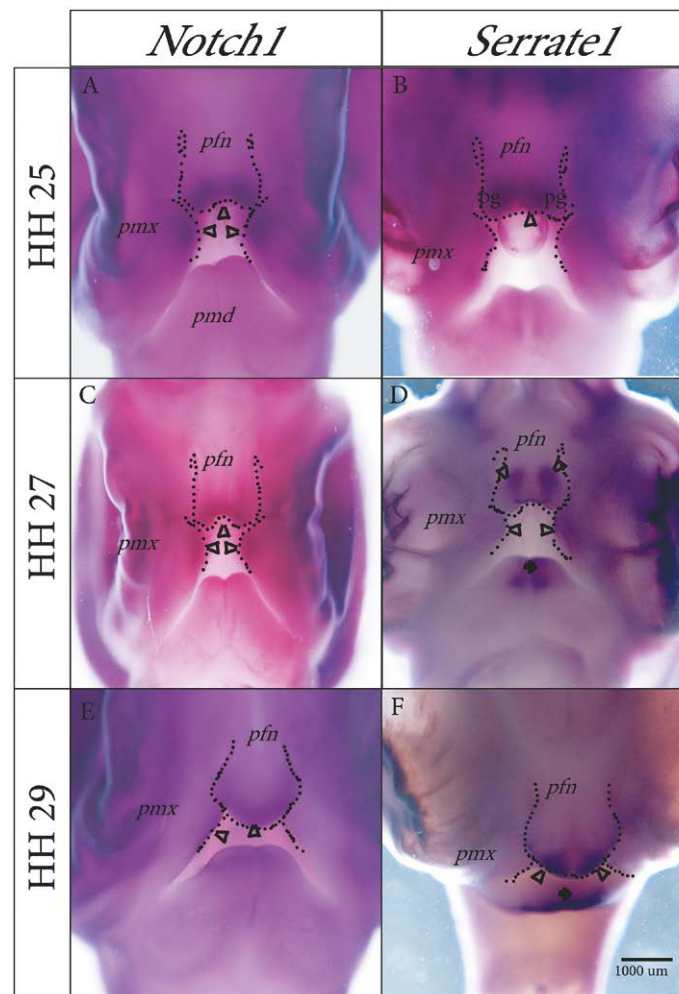 Notch1 Serrate1
HH 25
A
pfn
pmx
pmd
B
pfn
pg pg
pmx
HH 27
C
pfn
pmx
D
pfn
pmx
HH 29
E
pfn
pmx
F
pfn
pmx
1000 um